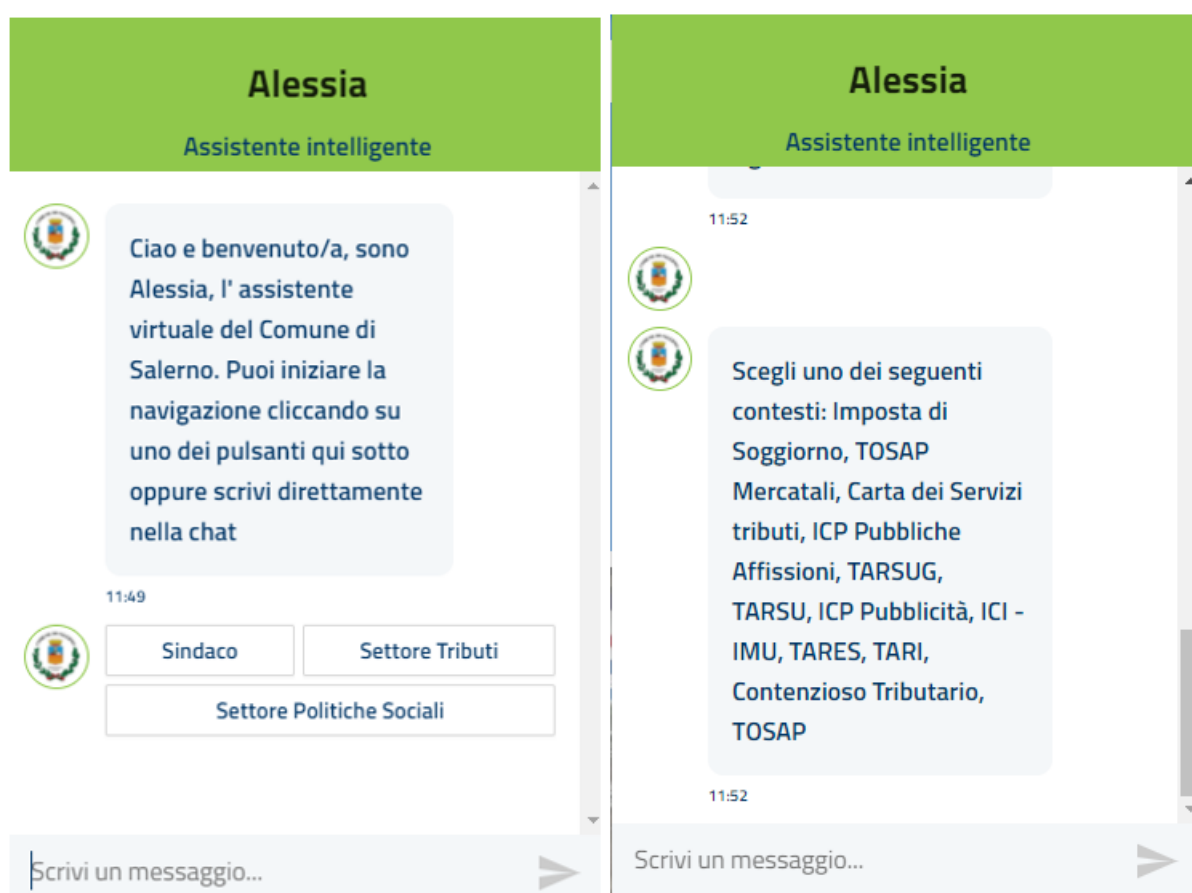 Alessia
Assistente intelligente
Ciao e benvenuto/a, sono
Alessia, l' assistente
virtuale del Comune di
Salerno. Puoi iniziare la
navigazione cliccando su
uno dei pulsanti qui sotto
oppure scrivi direttamente
nella chat
11:49
Sindaco
Settore Tributi
Settore Politiche Sociali
Scrivi un messaggio...
Alessia
Assistente intelligente
11:52
Scegli uno dei seguenti
contesti: Imposta di
Soggiorno, TOSAP
Mercatali, Carta dei Servizi
tributi, ICP Pubbliche
Affissioni, TARSUG,
TARSU, ICP Pubblicità, ICI -
IMU, TARES, TARI,
Contenzioso Tributario,
TOSAP
11:52
Scrivi un messaggio...